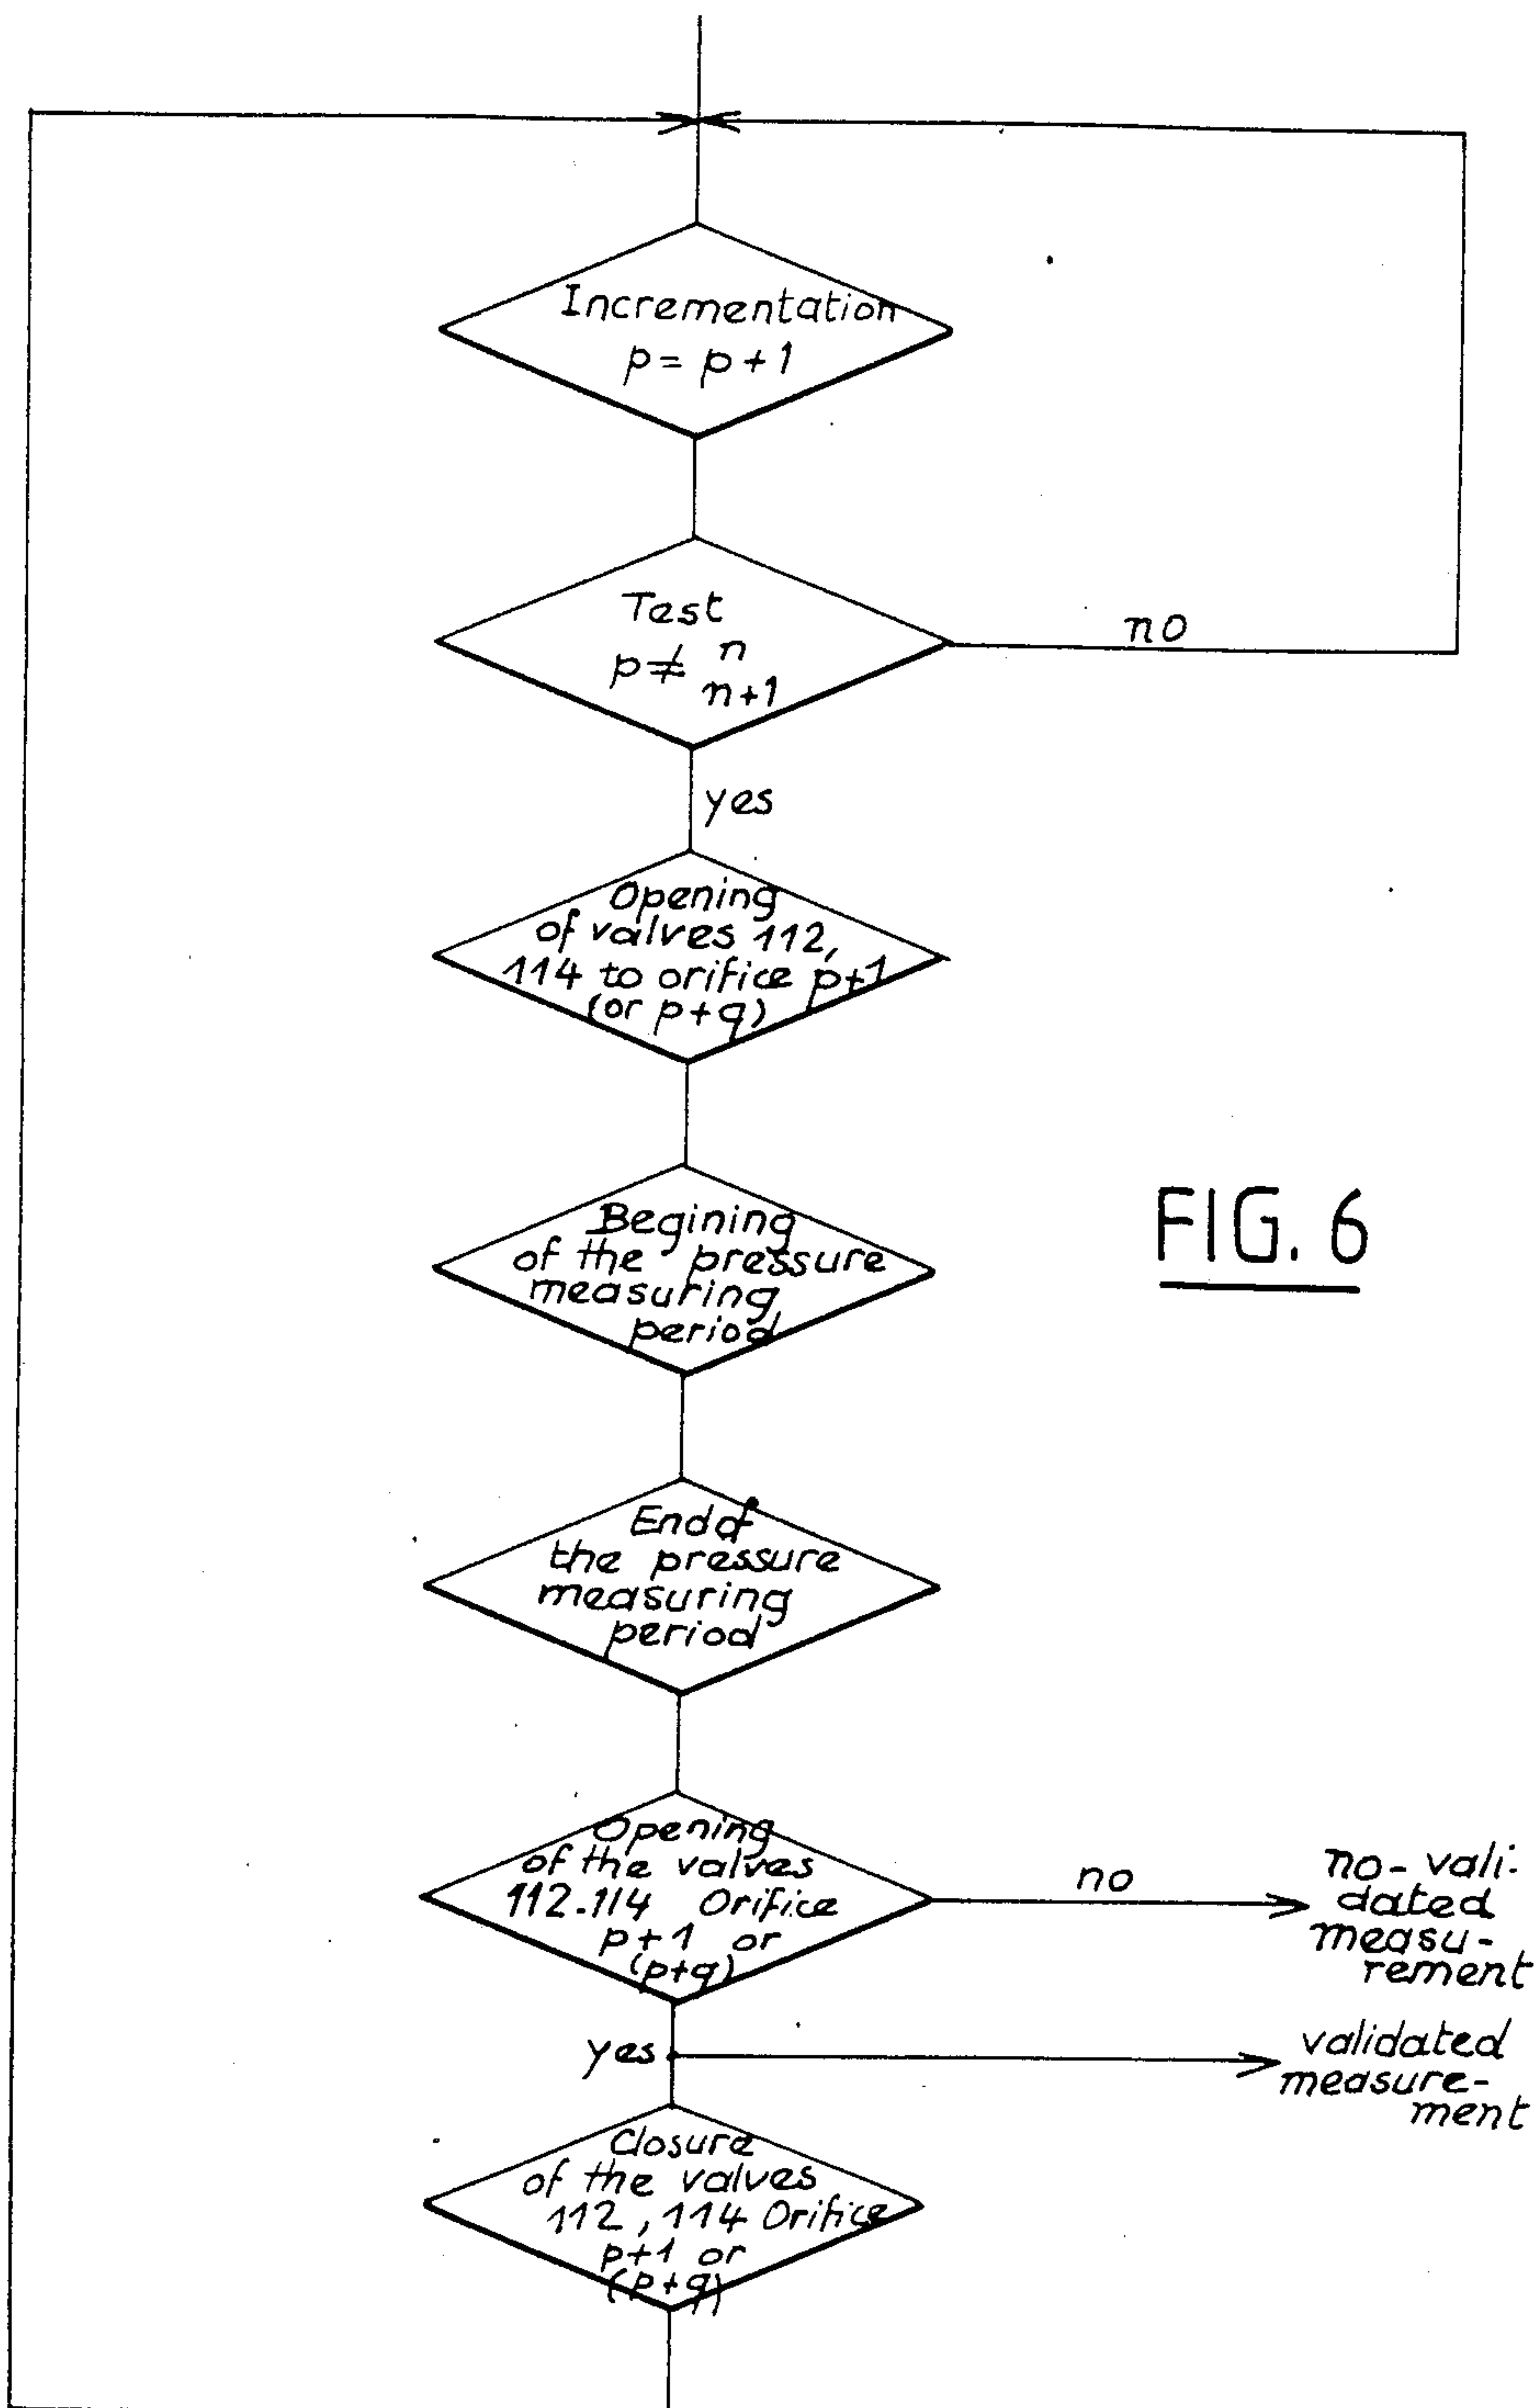 Incrementation
p = p + 1
Test
p ≠ n
n+1
no
yes
Opening
of valves 112,
114 to orifice p+1
(or p+q)
Begining
of the pressure
measuring
period
FIG. 6
End of
the pressure
measuring
period
Opening
of the valves
112.114 Orifice
p+1 or
(p+q)
no
no-vali-
dated
measu-
rement
yes
validated
measure-
ment
Closure
of the valves
112, 114 Orifice
p+1 or
(p+q)